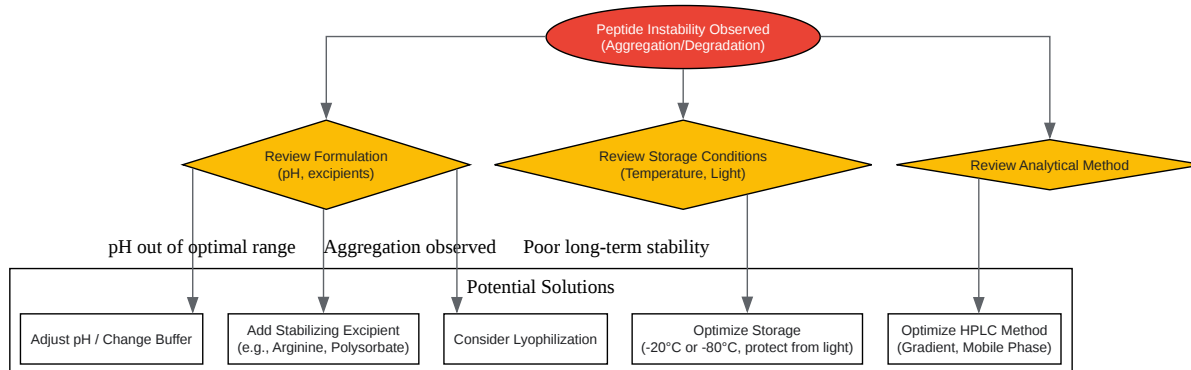 Peptide Instability Observed
(Aggregation/Degradation)
Review Formulation
(pH, excipients)
Review Storage Conditions
(Temperature, Light)
Review Analytical Method
pH out of optimal range
Aggregation observed
Poor long-term stability
Potential Solutions
Adjust pH / Change Buffer
Add Stabilizing Excipient
(e.g., Arginine, Polysorbate)
Consider Lyophilization
Optimize Storage
(-20°C or -80°C, protect from light)
Optimize HPLC Method
(Gradient, Mobile Phase)